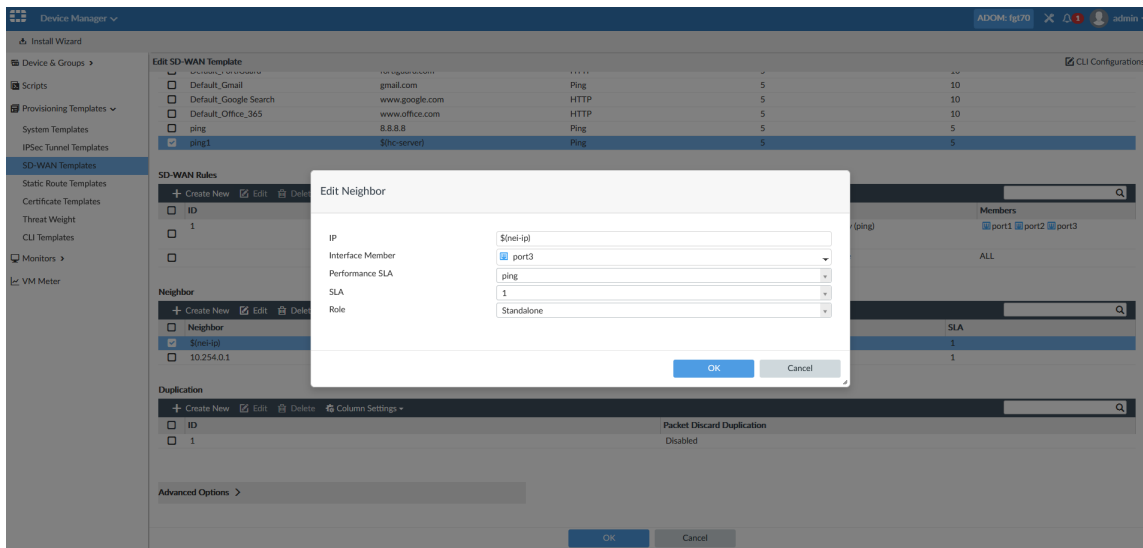 Device Manager
ADOM: fgt70
1
admin
Install Wizard
Device & Groups >
Scripts
Provisioning Templates
System Templates
IPSec Tunnel Templates
SD-WAN Templates
Static Route Templates
Certificate Templates
Threat Weight
CLI Templates
Monitors >
VM Meter
Edit SD-WAN Template
CLI Configurations
Default_Gmail gmail.com Ping 5 10
Default_Google Search www.google.com HTTP 5 10
Default_Office_365 www.office.com HTTP 5 10
ping 8.8.8.8 Ping 5 5
ping1 $(hc-server) Ping 5 5
SD-WAN Rules
+ Create New Edit
ID Members
1 (ping) port1 port2 port3
ALL
Neighbor
+ Create New Edit
Neighbor SLA
$(nei-ip) 1
10.254.0.1 1
Edit Neighbor
IP $(nei-ip)
Interface Member port3
Performance SLA ping
SLA 1
Role Standalone
OK Cancel
Duplication
+ Create New Edit Delete Column Settings
ID Packet Discard Duplication
1 Disabled
Advanced Options >
OK Cancel